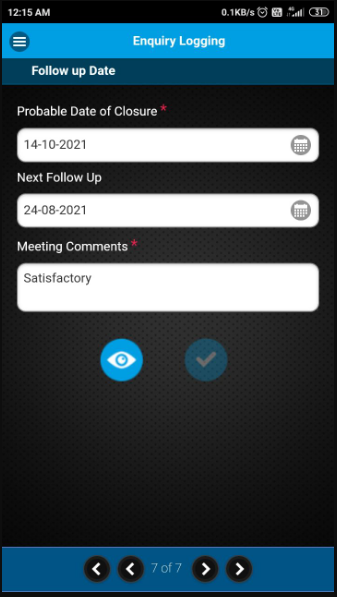 12:15 AM 0.1KB/s 4G 31
Enquiry Logging
Follow up Date
Probable Date of Closure *
14-10-2021
Next Follow Up
24-08-2021
Meeting Comments *
Satisfactory
7 of 7